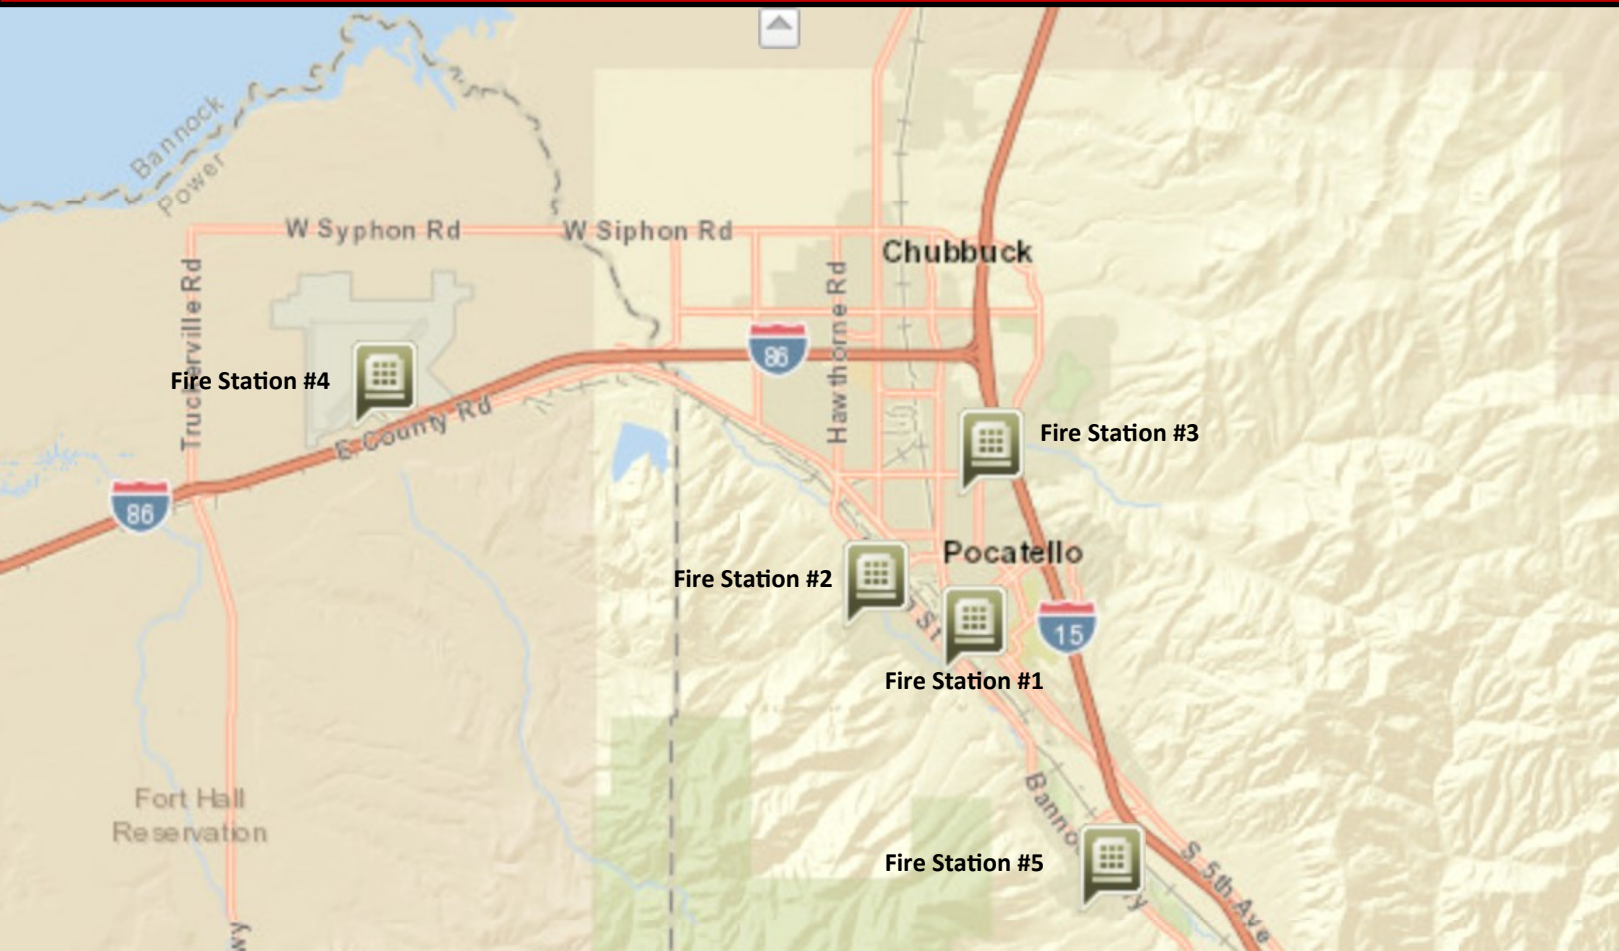 Bannock
Power
W Syphon Rd
W Siphon Rd
Chubbuck
Truckerville Rd
Hawthorne Rd
86
Fire Station #4
E County Rd
Fire Station #3
86
Pocatello
Fire Station #2
St
15
Fire Station #1
Fort Hall
Reservation
Fire Station #5
S 5th Ave